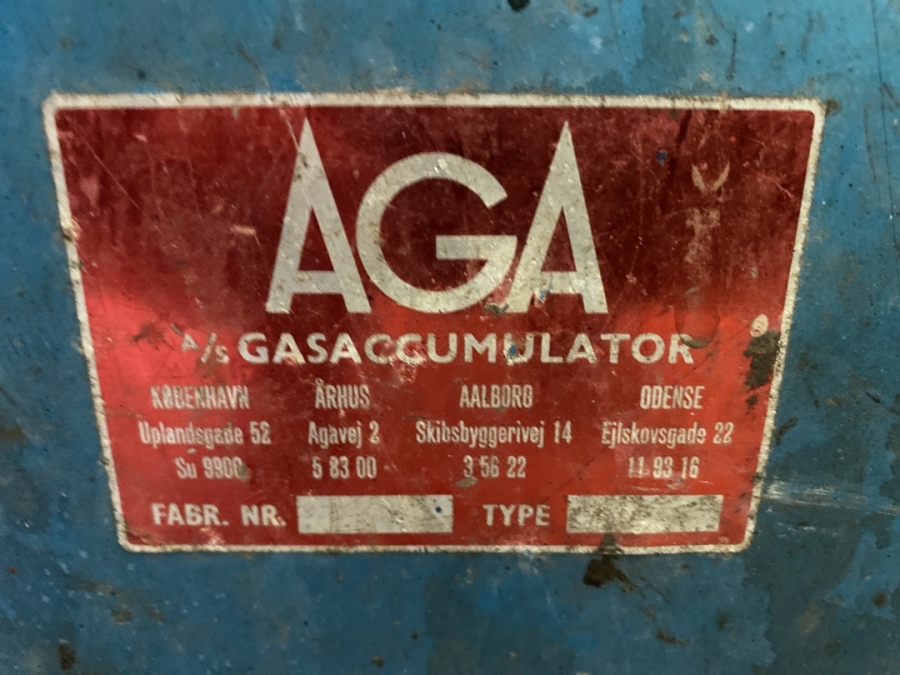 AGA
A/S GASACCUMULATOR
KØBENHAVN ÅRHUS AALBORG ODENSE
Uplandsgade 52 Agavej 2 Skibsbyggerivej 14 Ejlskovsgade 22
Su 9900 5 83 00 3 56 22 11 93 16
FABR. NR. TYPE